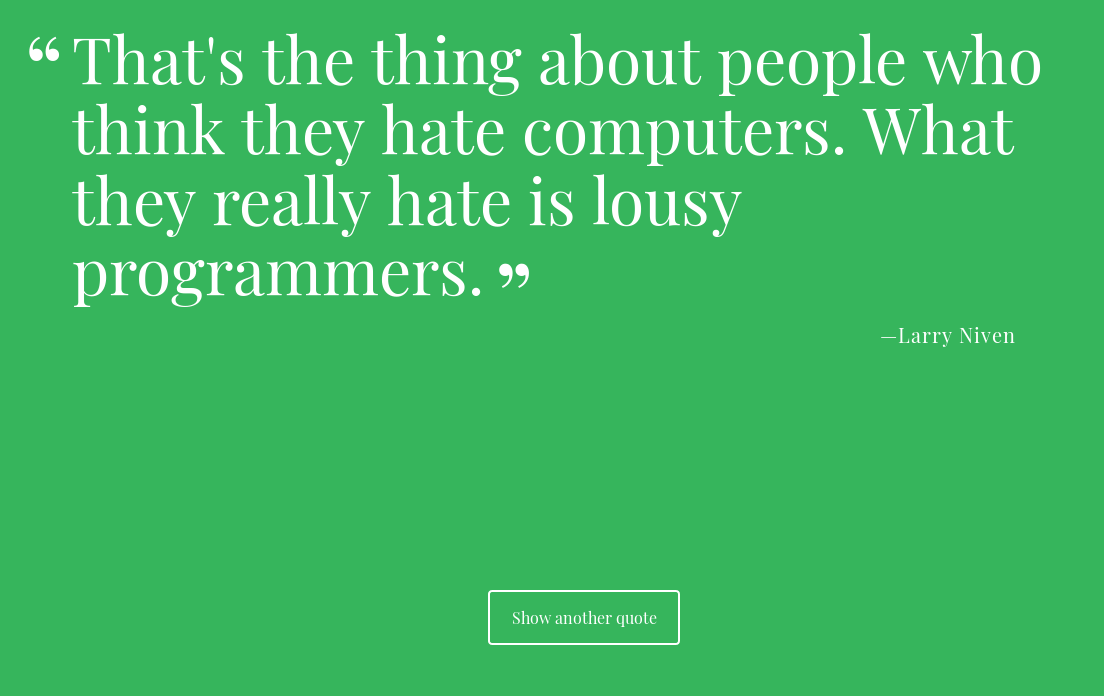 “ That's the thing about people who
think they hate computers. What
they really hate is lousy
programmers. ”
—Larry Niven
Show another quote